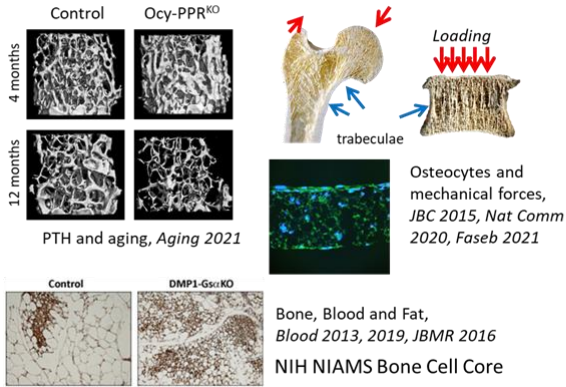 Control Ocy-PPRKO
4 months
12 months
PTH and aging, Aging 2021
Loading
trabeculae
Osteocytes and
mechanical forces,
JBC 2015, Nat Comm
2020, Faseb 2021
Control DMP1-GsαKO
Bone, Blood and Fat,
Blood 2013, 2019, JBMR 2016
NIH NIAMS Bone Cell Core